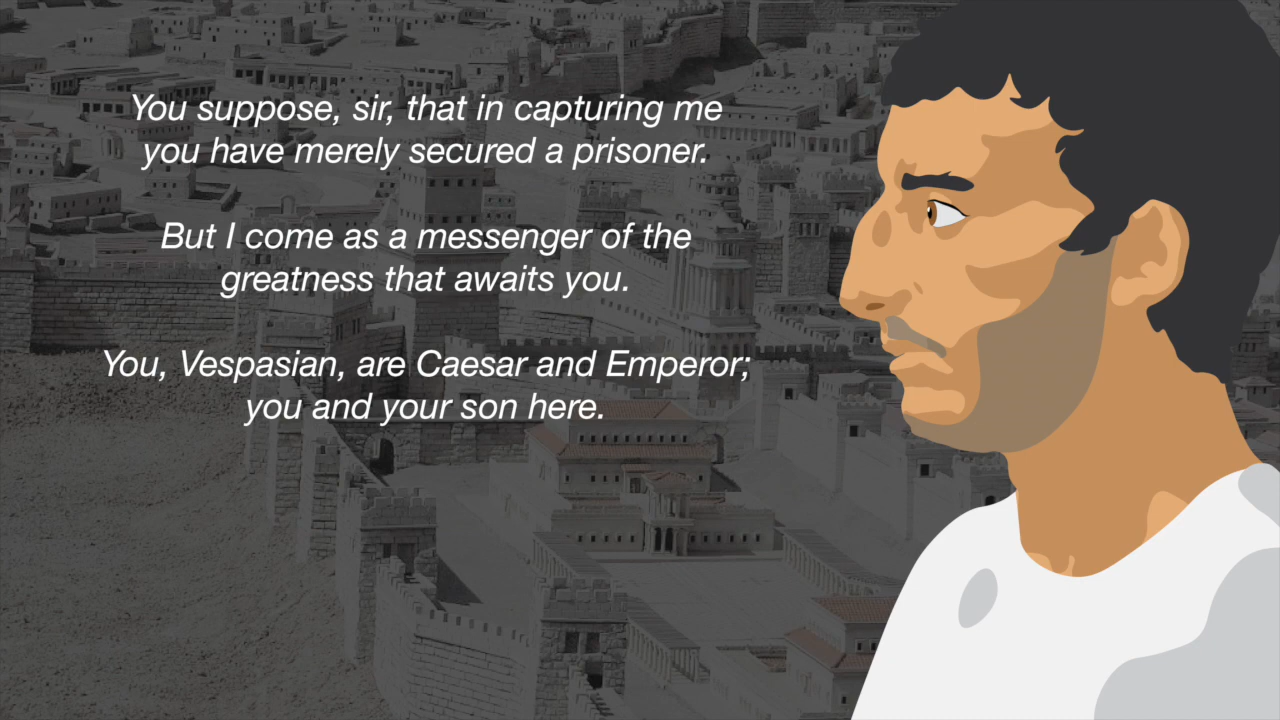 You suppose, sir, that in capturing me
you have merely secured a prisoner.
But I come as a messenger of the
greatness that awaits you.
You, Vespasian, are Caesar and Emperor;
you and your son here.